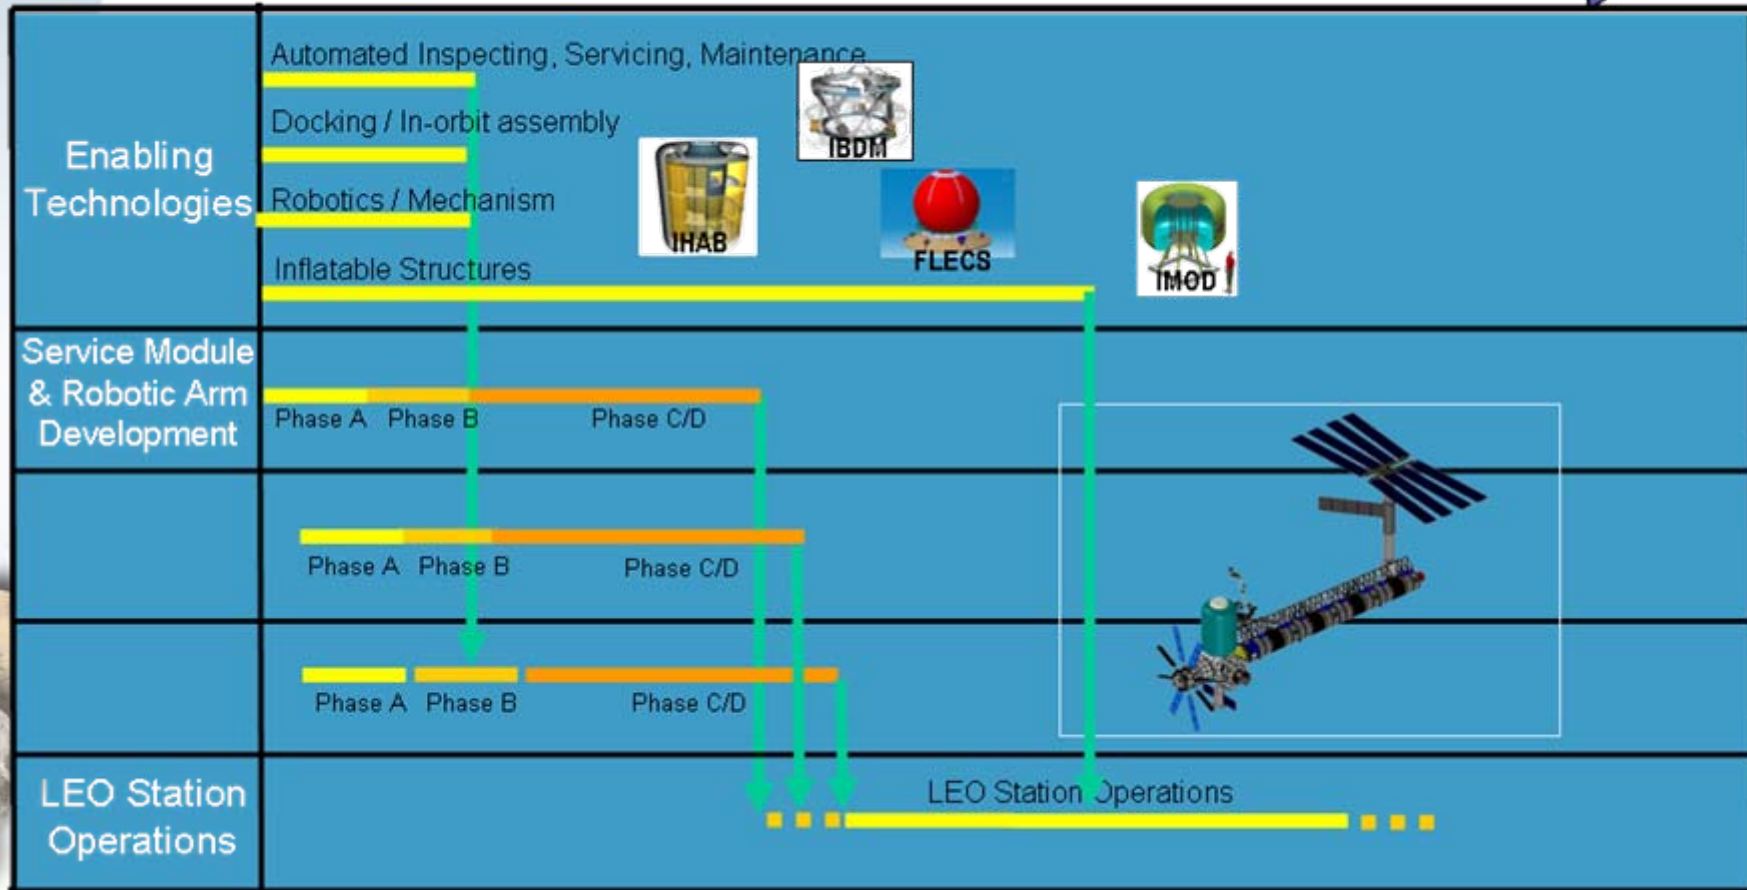 Enabling
Technologies
Automated Inspecting, Servicing, Maintenance
Docking / In-orbit assembly
Robotics / Mechanism
Inflatable Structures
IBDM
IHAB
FLECS
IMOD
Service Module
& Robotic Arm
Development
Phase A Phase B Phase C/D
Phase A Phase B Phase C/D
Phase A Phase B Phase C/D
LEO Station
Operations
LEO Station Operations